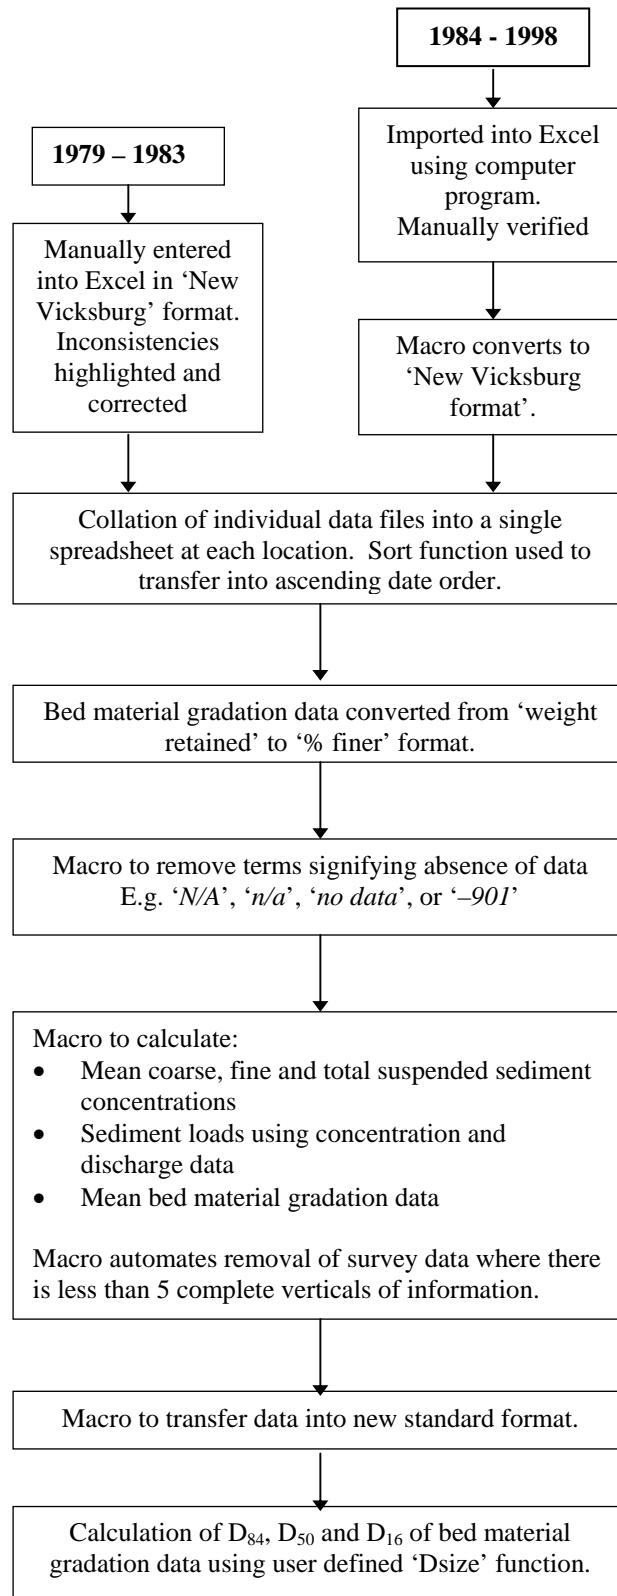 1984 - 1998
Imported into Excel
using computer
program.
Manually verified
1979 – 1983
Manually entered
into Excel in ‘New
Vicksburg’ format.
Inconsistencies
highlighted and
corrected
Macro converts to
‘New Vicksburg
format’.
Collation of individual data files into a single
spreadsheet at each location.  Sort function used to
transfer into ascending date order.
Bed material gradation data converted from ‘weight
retained’ to ‘% finer’ format.
Macro to remove terms signifying absence of data
E.g. ‘N/A’, ‘n/a’, ‘no data’, or ‘–901’
Macro to calculate:
• Mean coarse, fine and total suspended sediment
concentrations
• Sediment loads using concentration and
discharge data
• Mean bed material gradation data
Macro automates removal of survey data where there
is less than 5 complete verticals of information.
Macro to transfer data into new standard format.
Calculation of D84, D50 and D16 of bed material
gradation data using user defined ‘Dsize’ function.